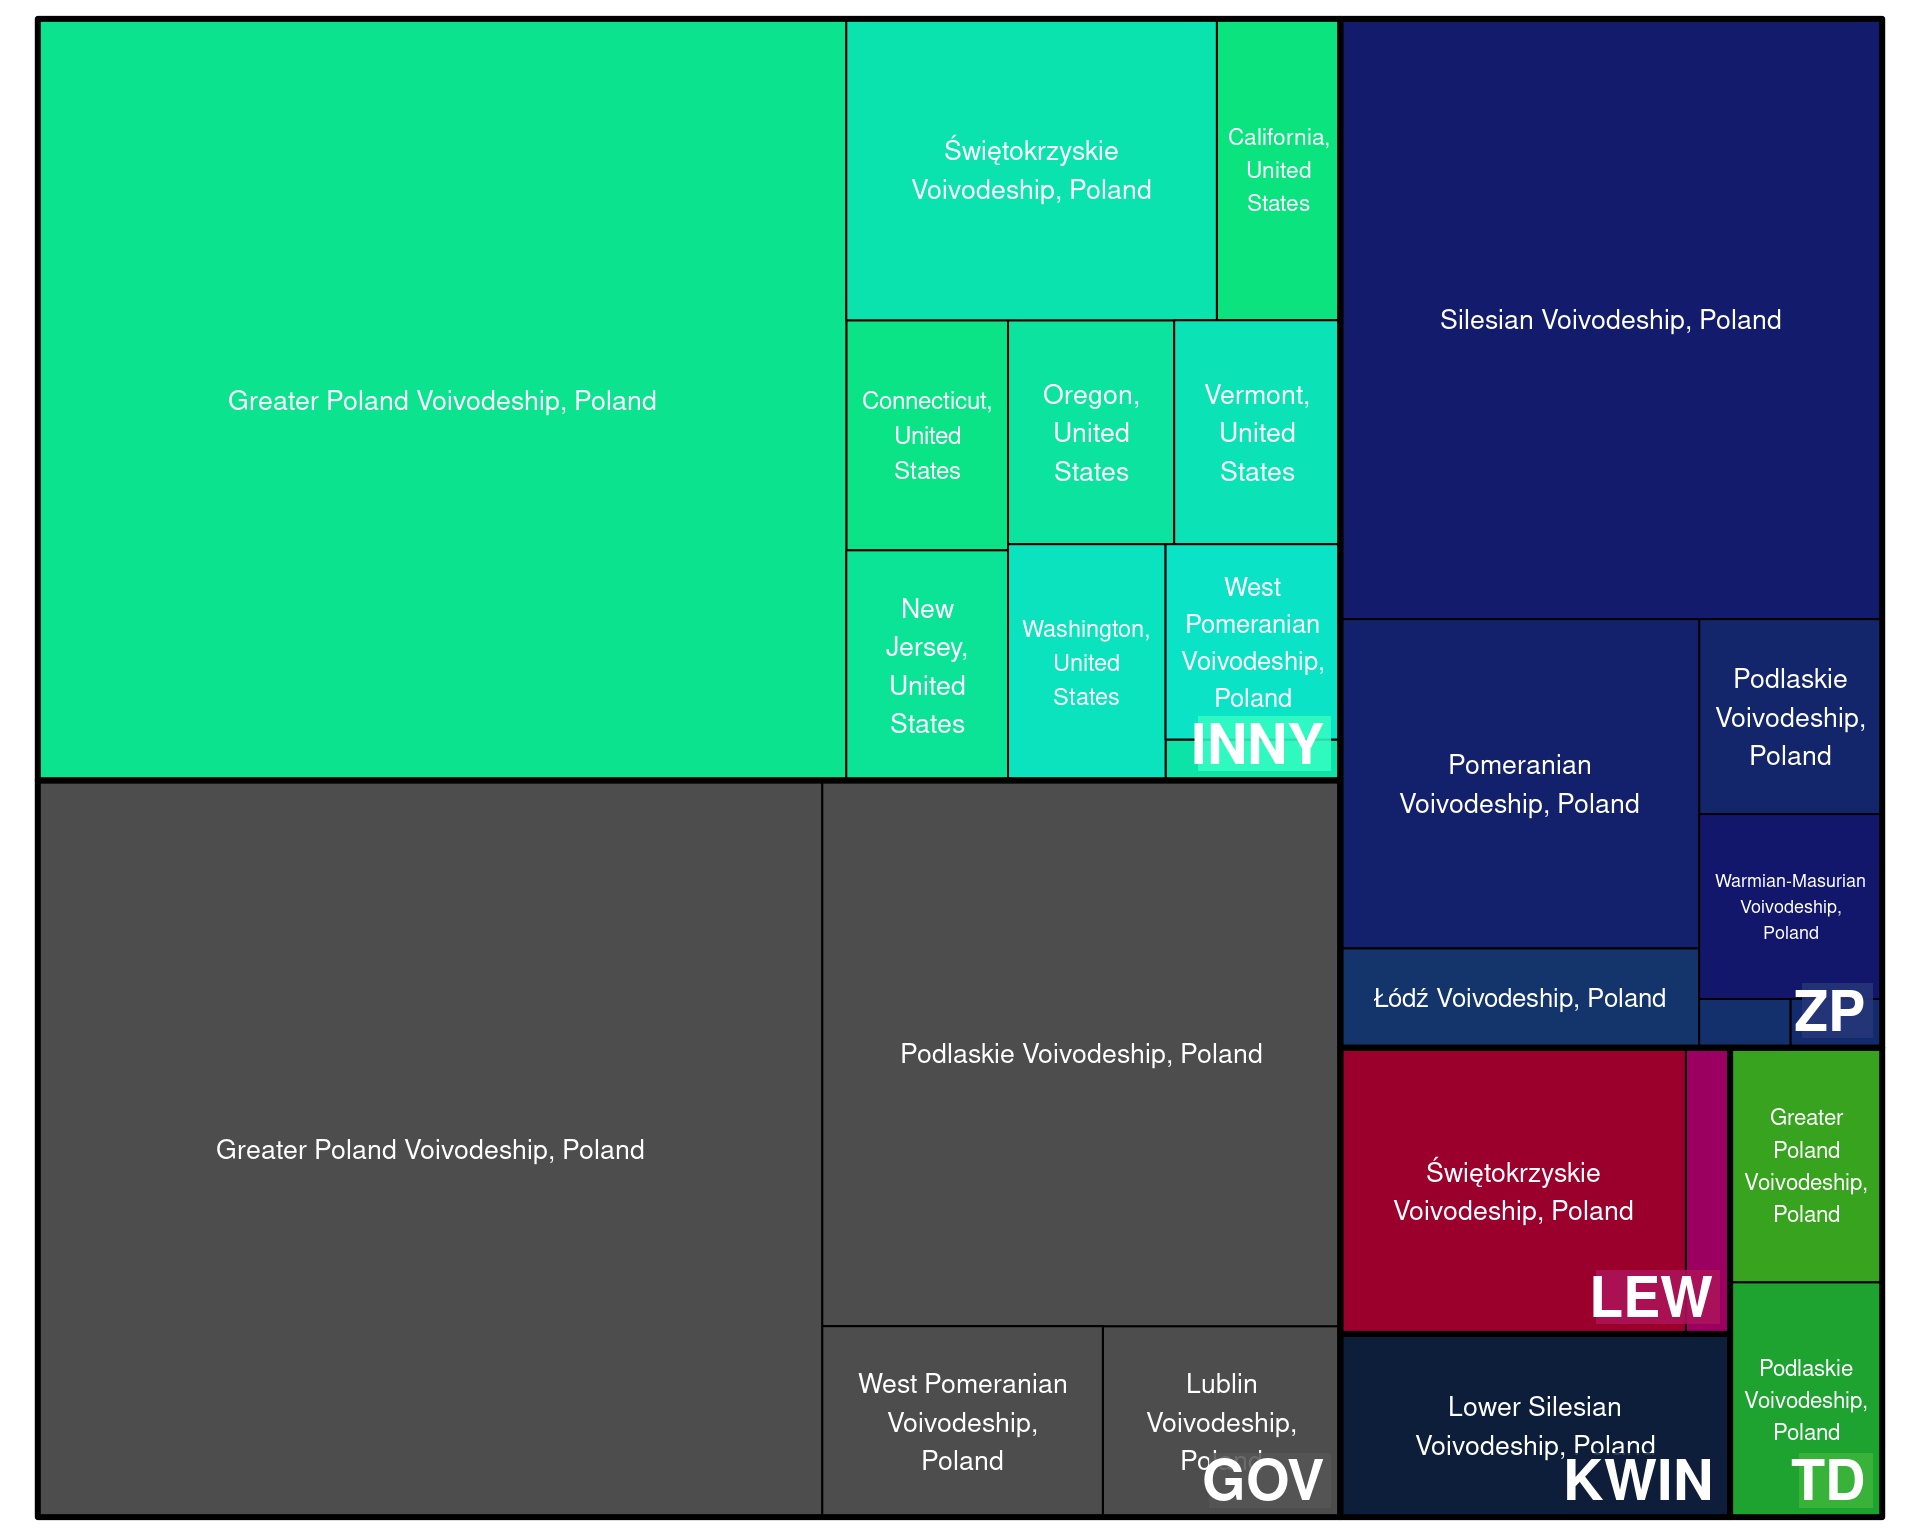 Greater Poland Voivodeship, Poland
Świętokrzyskie
Voivodeship, Poland
California,
United
States
Connecticut,
United
States
Oregon,
United
States
Vermont,
United
States
New
Jersey,
United
States
Washington,
United
States
West
Pomeranian
Voivodeship,
Poland
INNY
Silesian Voivodeship, Poland
Pomeranian
Voivodeship, Poland
Podlaskie
Voivodeship,
Poland
Warmian-Masurian
Voivodeship,
Poland
Łódź Voivodeship, Poland
ZP
Greater Poland Voivodeship, Poland
Podlaskie Voivodeship, Poland
West Pomeranian
Voivodeship,
Poland
Lublin
Voivodeship,
Poland
GOV
Świętokrzyskie
Voivodeship, Poland
LEW
Lower Silesian
Voivodeship, Poland
KWIN
Greater
Poland
Voivodeship,
Poland
Podlaskie
Voivodeship,
Poland
TD